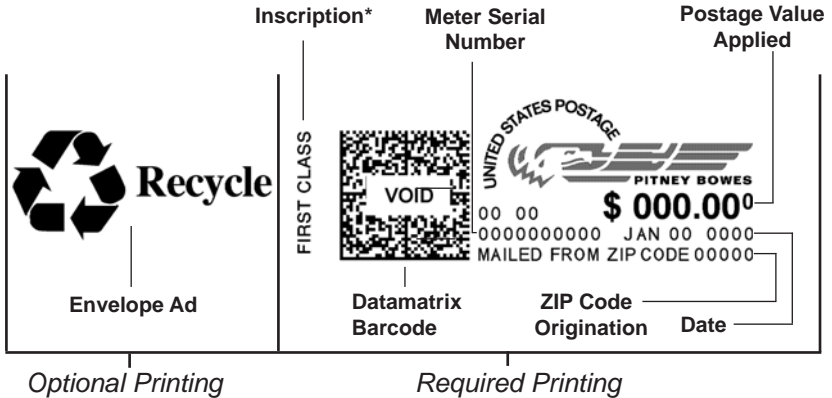 Inscription*
Meter Serial
Number
Postage Value
Applied
Recycle
FIRST CLASS
VOID
UNITED STATES POSTAGE
PITNEY BOWES
$ 000.00⁰
00 00
0000000000 JAN 00 0000
MAILED FROM ZIP CODE 00000
Envelope Ad
Datamatrix
Barcode
ZIP Code
Origination
Date
Optional Printing
Required Printing